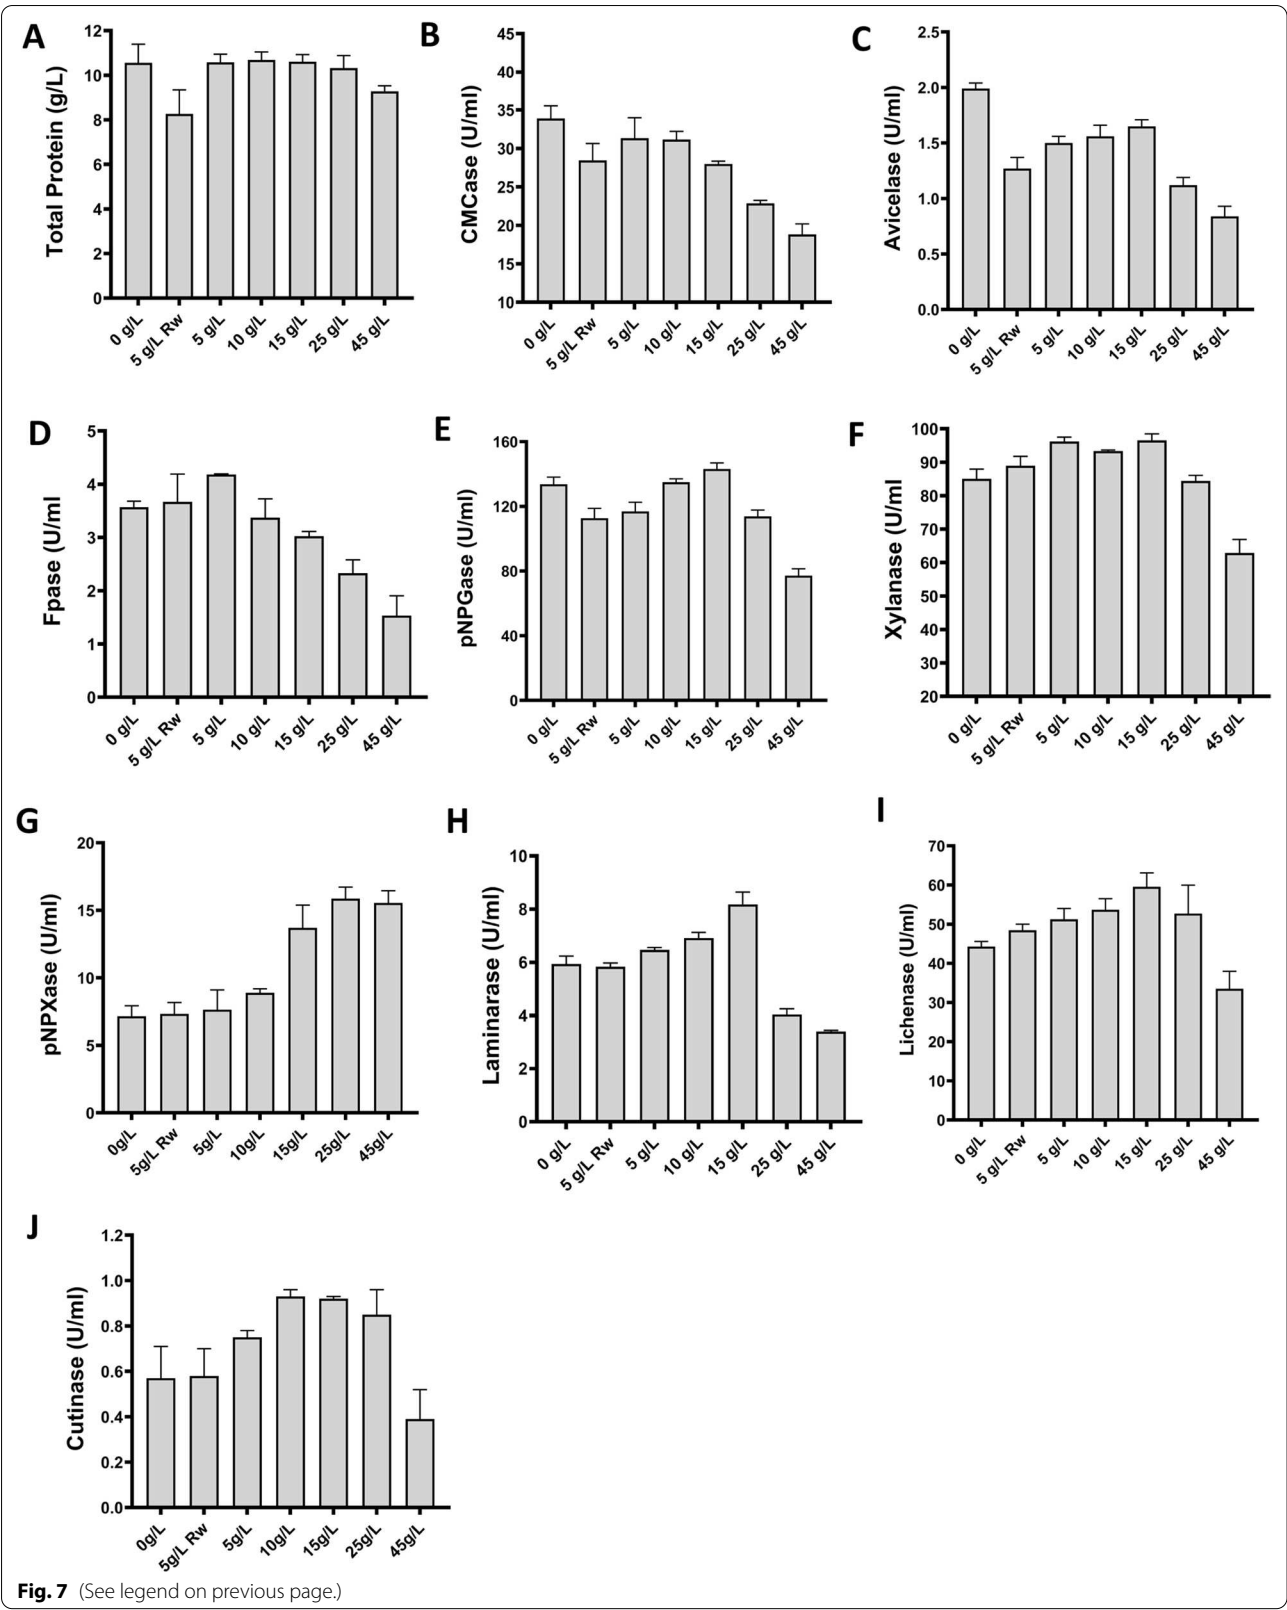 A
Total Protein (g/L)
12
10
8
6
4
2
0
0 g/L
5 g/L Rw
5 g/L
10 g/L
15 g/L
25 g/L
45 g/L
B
CMCase (U/ml)
45
40
35
30
25
20
15
10
0 g/L
5 g/L Rw
5 g/L
10 g/L
15 g/L
25 g/L
45 g/L
C
Avicelase (U/ml)
2.5
2.0
1.5
1.0
0.5
0.0
0 g/L
5 g/L Rw
5 g/L
10 g/L
15 g/L
25 g/L
45 g/L
D
Fpase (U/ml)
5
4
3
2
1
0
0 g/L
5 g/L Rw
5 g/L
10 g/L
15 g/L
25 g/L
45 g/L
E
pNPGase (U/ml)
160
120
80
40
0
0 g/L
5 g/L Rw
5 g/L
10 g/L
15 g/L
25 g/L
45 g/L
F
Xylanase (U/ml
100
90
80
70
60
50
40
30
20
0 g/L
5 g/L Rw
5 g/L
10 g/L
15 g/L
25 g/L
45 g/L
G
pNPXase (U/ml)
20
15
10
5
0
0g/L
5g/L Rw
5g/L
10g/L
15g/L
25g/L
45g/L
H
Laminarase (U/ml)
10
8
6
4
2
0
0 g/L
5 g/L Rw
5 g/L
10 g/L
15 g/L
25 g/L
45 g/L
I
Lichenase (U/ml)
70
60
50
40
30
20
10
0
0 g/L
5 g/L Rw
5 g/L
10 g/L
15 g/L
25 g/L
45 g/L
J
Cutinase (U/ml)
1.2
1.0
0.8
0.6
0.4
0.2
0.0
0g/L
5g/L Rw
5g/L
10g/L
15g/L
25g/L
45g/L
Fig. 7 (See legend on previous page.)